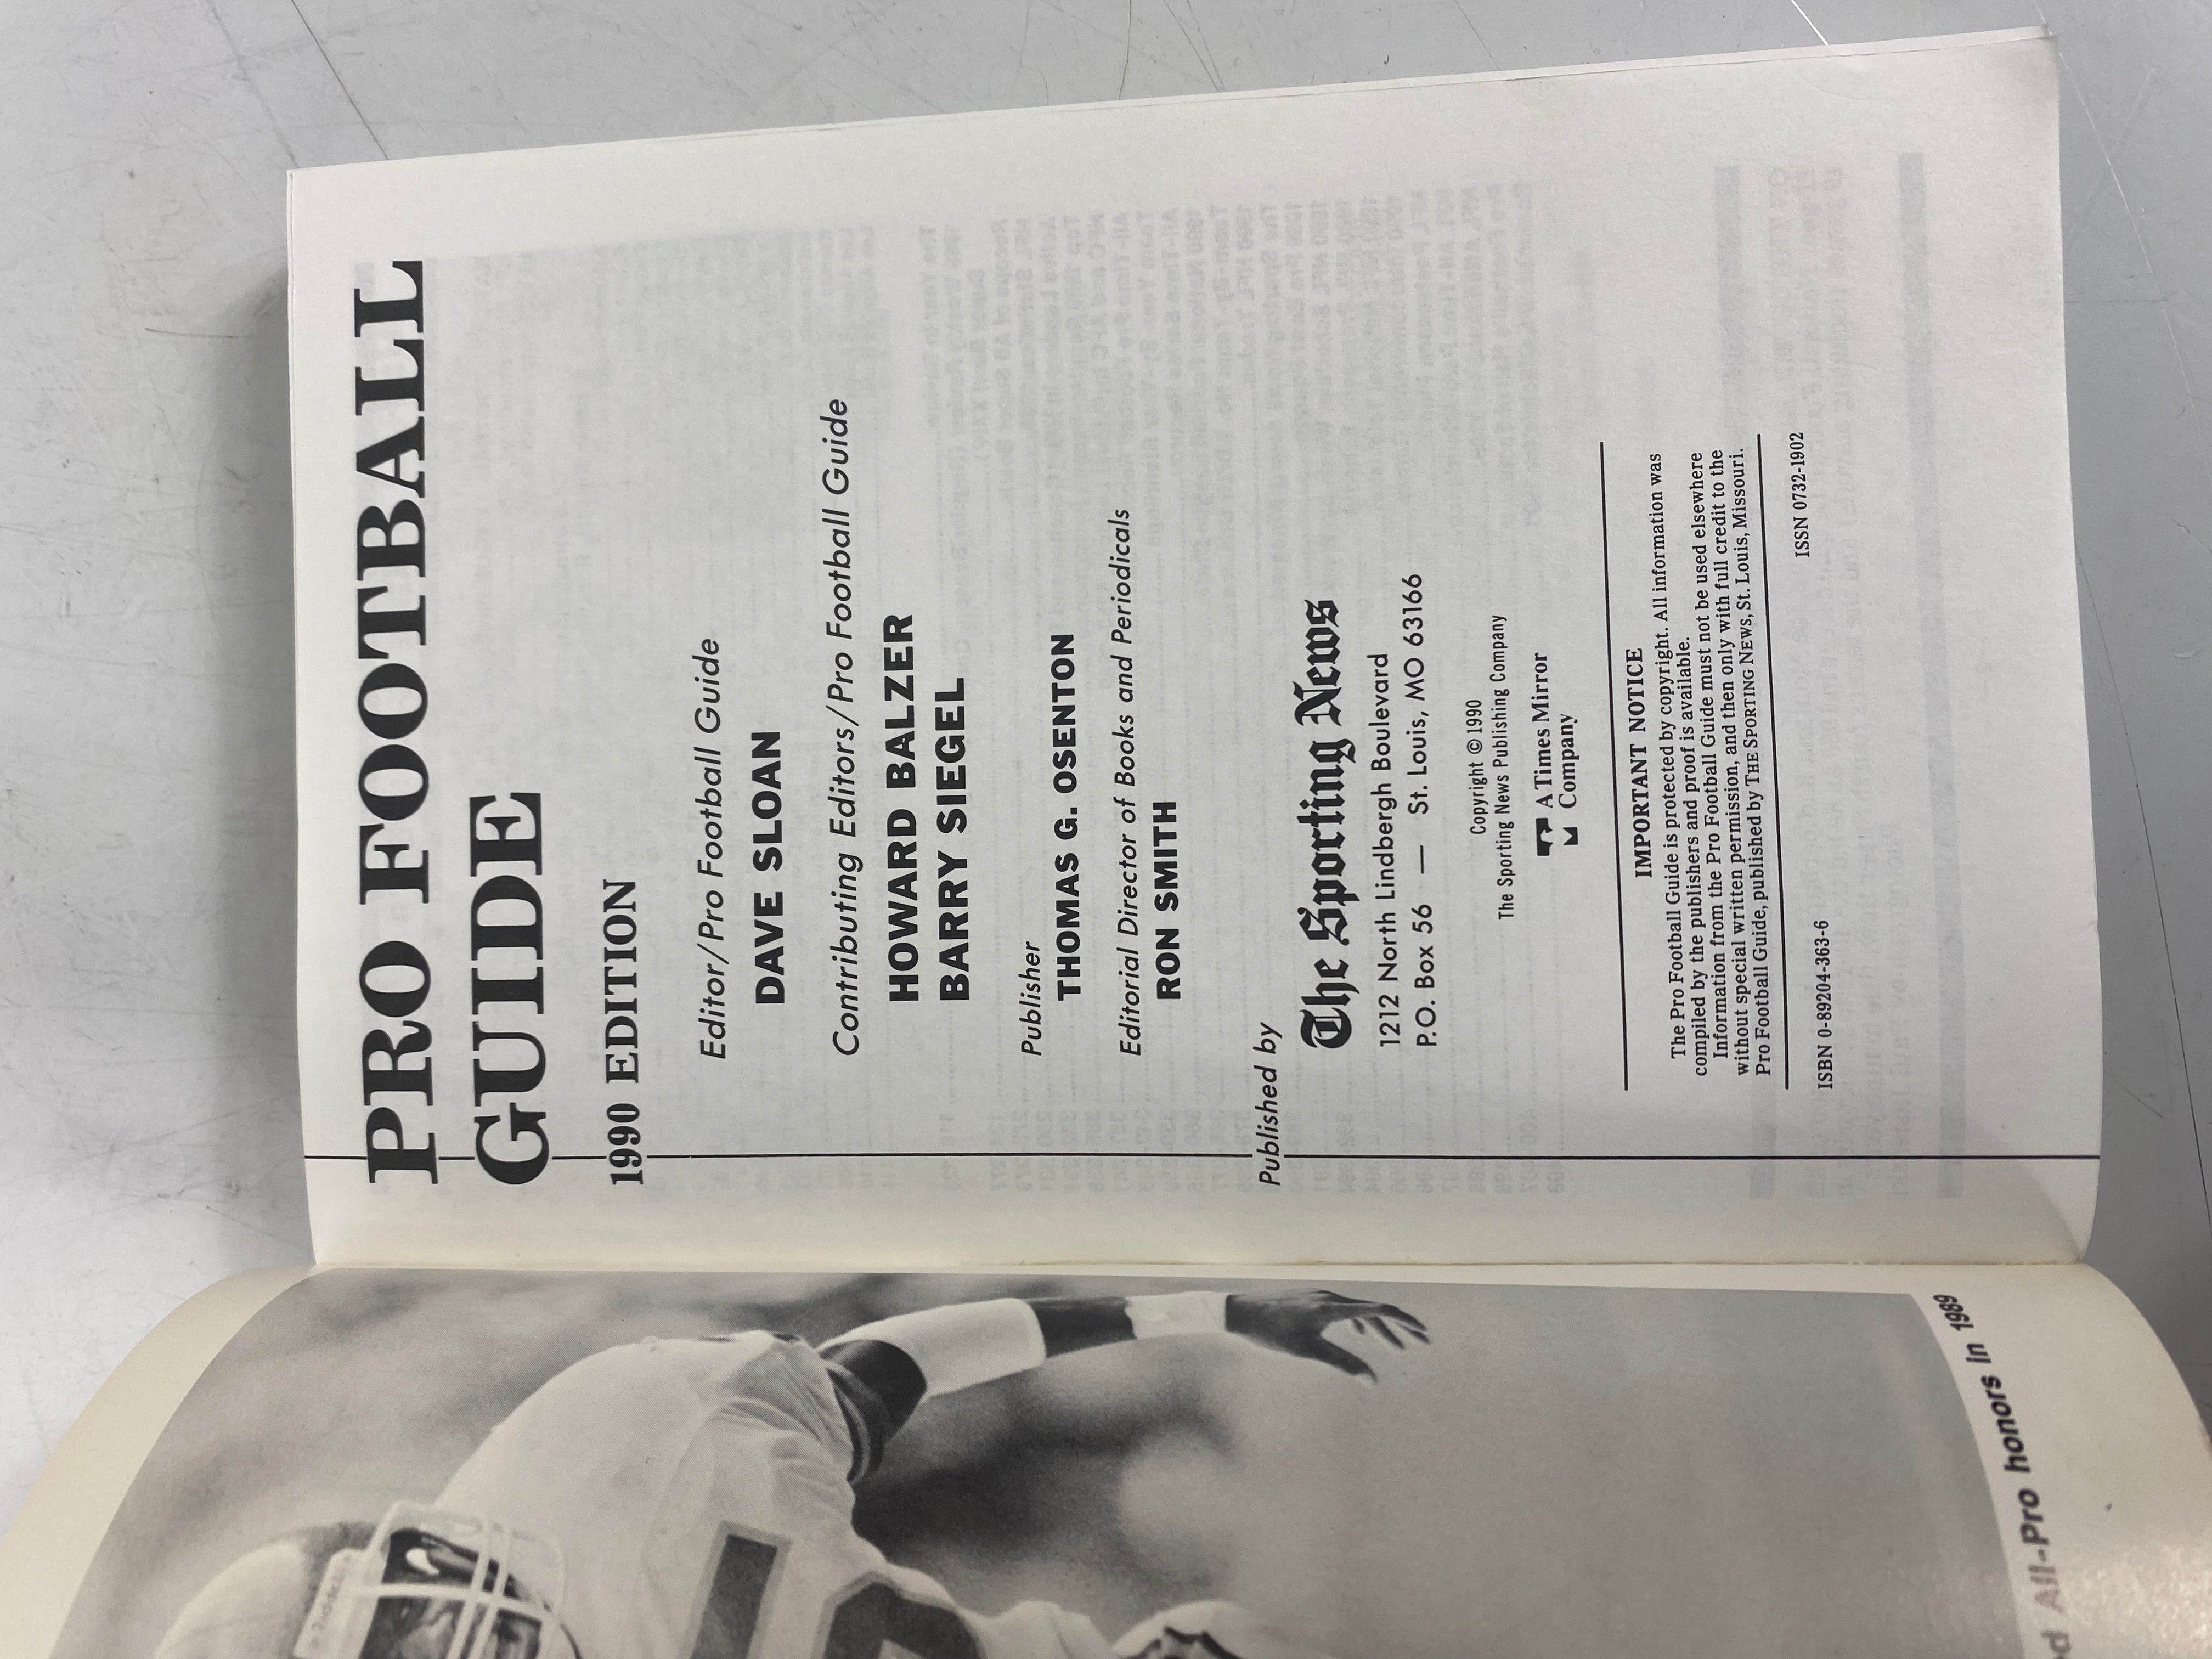 PRO FOOTBALL
GUIDE
1990 EDITION
Editor/Pro Football Guide
DAVE SLOAN
Contributing Editors/Pro Football Guide
HOWARD BALZER
BARRY SIEGEL
Publisher
THOMAS G. OSENTON
Editorial Director of Books and Periodicals
RON SMITH
Published by
The Sporting News
1212 North Lindbergh Boulevard
P.O. Box 56 — St. Louis, MO 63166
Copyright © 1990
The Sporting News Publishing Company
A Times Mirror
Company
IMPORTANT NOTICE
The Pro Football Guide is protected by copyright. All information was
compiled by the publishers and proof is available.
Information from the Pro Football Guide must not be used elsewhere
without special written permission, and then only with full credit to the
Pro Football Guide, published by THE SPORTING NEWS, St. Louis, Missouri.
ISBN 0-89204-363-6 ISSN 0732-1902
All-Pro honors in 1989